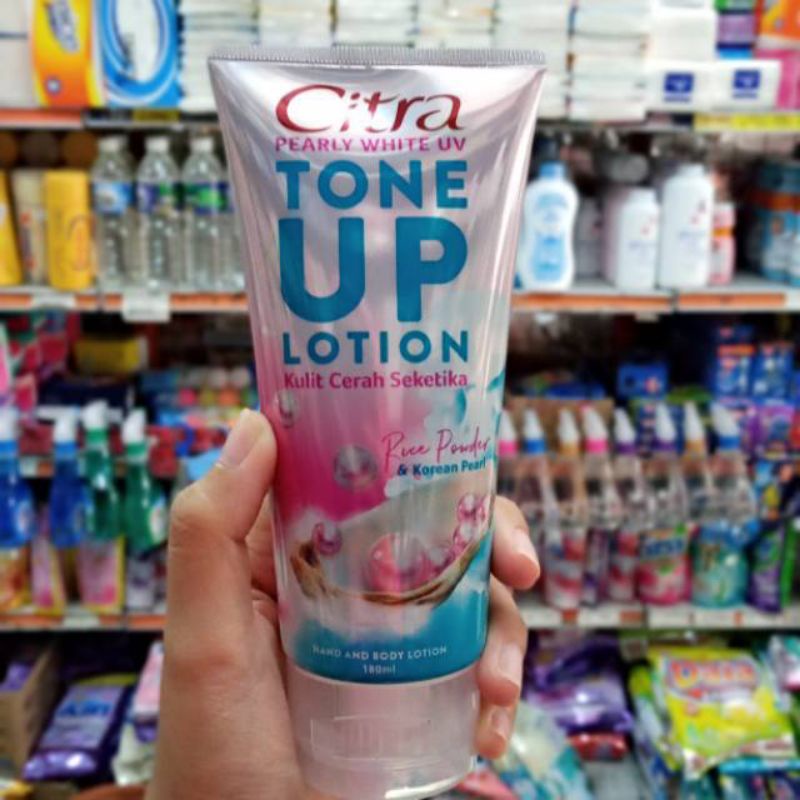 Citra
PEARLY WHITE UV
TONE
UP
LOTION
Kulit Cerah Seketika
Rice Powder
& Korean Pearl
HAND AND BODY LOTION
180ml